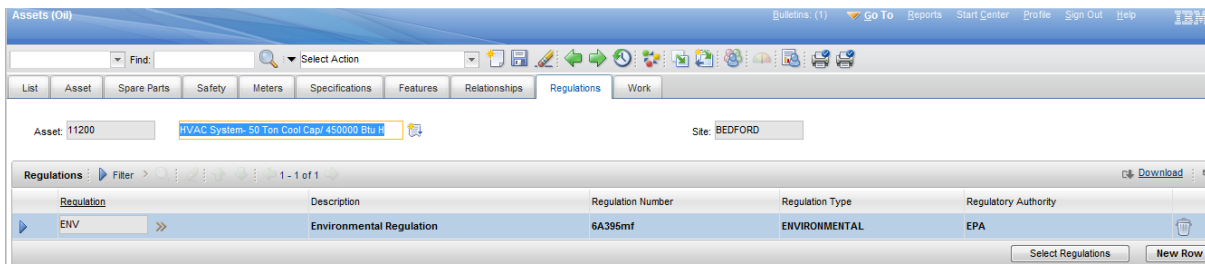 Assets (Oil) Bulletins: (1) Go To Reports Start Center Profile Sign Out Help IBM
Find: Select Action
List Asset Spare Parts Safety Meters Specifications Features Relationships Regulations Work
Asset: 11200 HVAC System- 50 Ton Cool Cap/ 450000 Btu H Site: BEDFORD
Regulations Filter 1 - 1 of 1 Download
Regulation Description Regulation Number Regulation Type Regulatory Authority
ENV Environmental Regulation 6A395mf ENVIRONMENTAL EPA
Select Regulations New Row